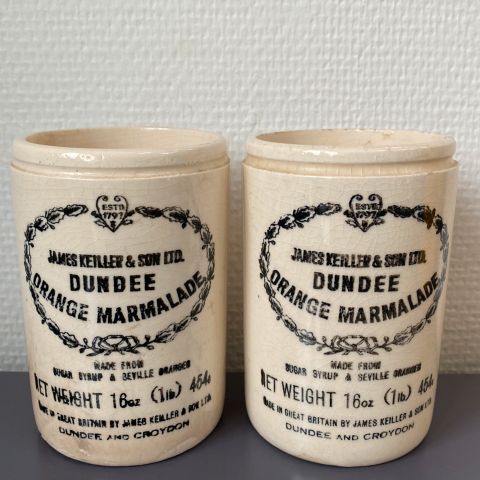 ESTD
1797
JAMES KEILLER & SON LTD.
DUNDEE
ORANGE MARMALADE
MADE FROM
SUGAR SYRUP & SEVILLE ORANGES
NET WEIGHT 16oz (1lb) 454g
MADE IN GREAT BRITAIN BY JAMES KEILLER & SON LTD.
DUNDEE AND CROYDON
ESTD
1797
JAMES KEILLER & SON LTD.
DUNDEE
ORANGE MARMALADE
MADE FROM
SUGAR SYRUP & SEVILLE ORANGES
NET WEIGHT 16oz (1lb) 454g
MADE IN GREAT BRITAIN BY JAMES KEILLER & SON LTD.
DUNDEE AND CROYDON